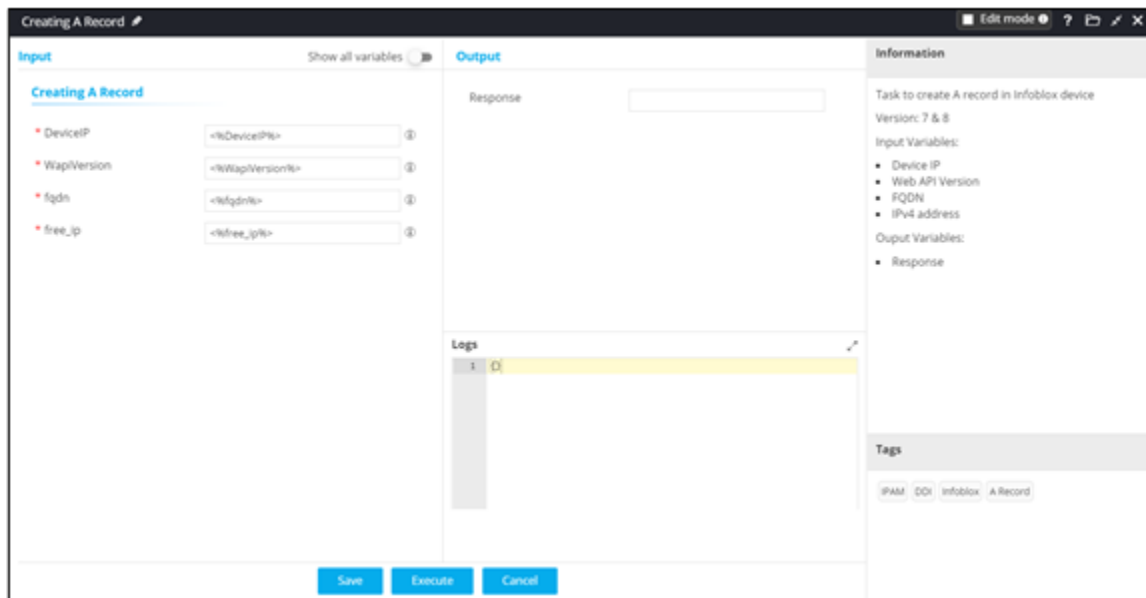 Creating A Record
Edit mode
?
Input
Show all variables
Creating A Record
* DeviceIP
<%DeviceIP%>
* WapiVersion
<%WapiVersion%>
* fqdn
<%fqdn%>
* free_ip
<%free_ip%>
Output
Response
Logs
1 {}
Information
Task to create A record in Infoblox device
Version: 7 & 8
Input Variables:
Device IP
Web API Version
FQDN
IPv4 address
Ouput Variables:
Response
Tags
IPAM DDI Infoblox A Record
Save Execute Cancel